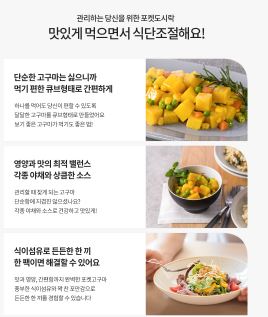 관리하는 당신을 위한 포켓도시락
맛있게 먹으면서 식단조절해요!
단순한 고구마는 싫으니까
먹기 편한 큐브형태로 간편하게
하나를 먹어도 당신이 편할 수 있도록
달달한 고구마를 큐브형태로 만들었어요
보기 좋은 고구마가 먹기도 좋은 법!
영양과 맛의 최적 밸런스
각종 야채와 상큼한 소스
관리할 때 찾게 되는 고구마
단순함에 지겹진 않으셨나요?
각종 야채와 소스로 건강하고 맛있게!
식이섬유로 든든한 한 끼
한 팩이면 해결할 수 있어요
맛과 영양, 간편함까지 완벽한 포켓고구마
풍부한 식이섬유와 꽉 찬 포만감으로
든든한 한 끼를 경험할 수 있습니다